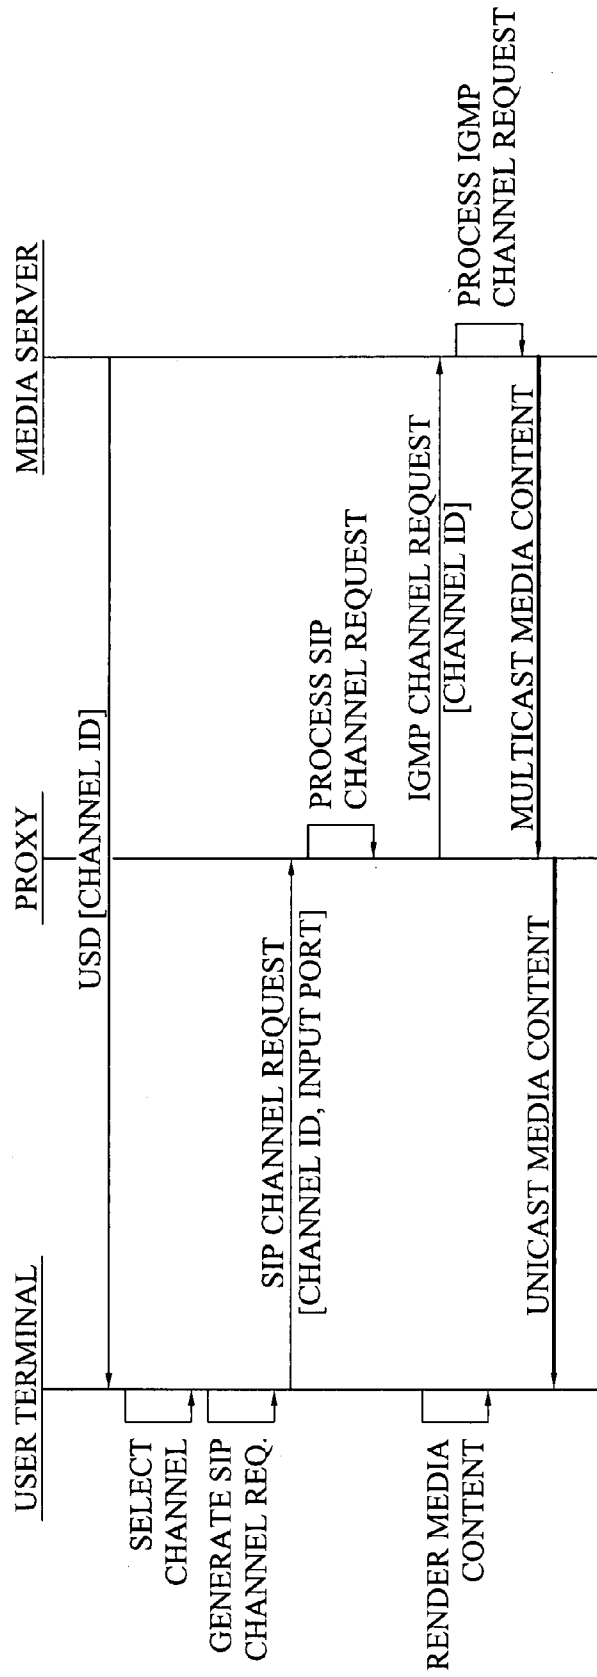 USER TERMINAL
PROXY
MEDIA SERVER
USD [CHANNEL ID]
SELECT
CHANNEL
GENERATE SIP
CHANNEL REQ.
SIP CHANNEL REQUEST
[CHANNEL ID, INPUT PORT]
PROCESS SIP
CHANNEL REQUEST
IGMP CHANNEL REQUEST
[CHANNEL ID]
RENDER MEDIA
CONTENT
PROCESS IGMP
CHANNEL REQUEST
MULTICAST MEDIA CONTENT
UNICAST MEDIA CONTENT